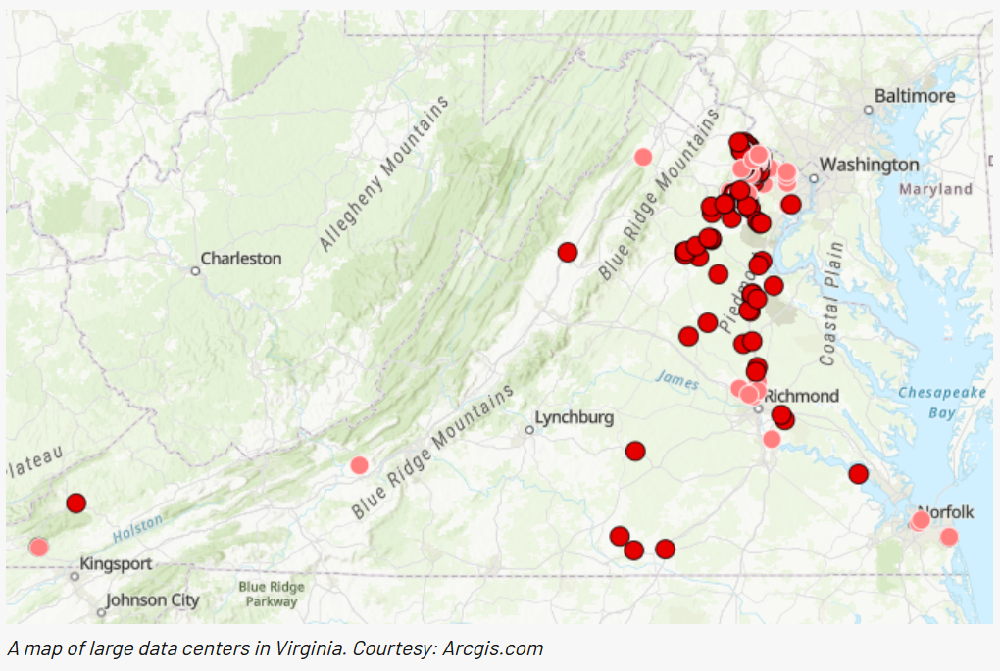 Baltimore
Washington
Maryland
Allegheny Mountains
Blue Ridge Mountains
Charleston
Piedmont
Coastal Plain
James
Richmond
Chesapeake
Bay
Lynchburg
Blue Ridge Mountains
Plateau
Holston
Norfolk
Kingsport
Blue Ridge
Parkway
Johnson City
A map of large data centers in Virginia. Courtesy: Arcgis.com